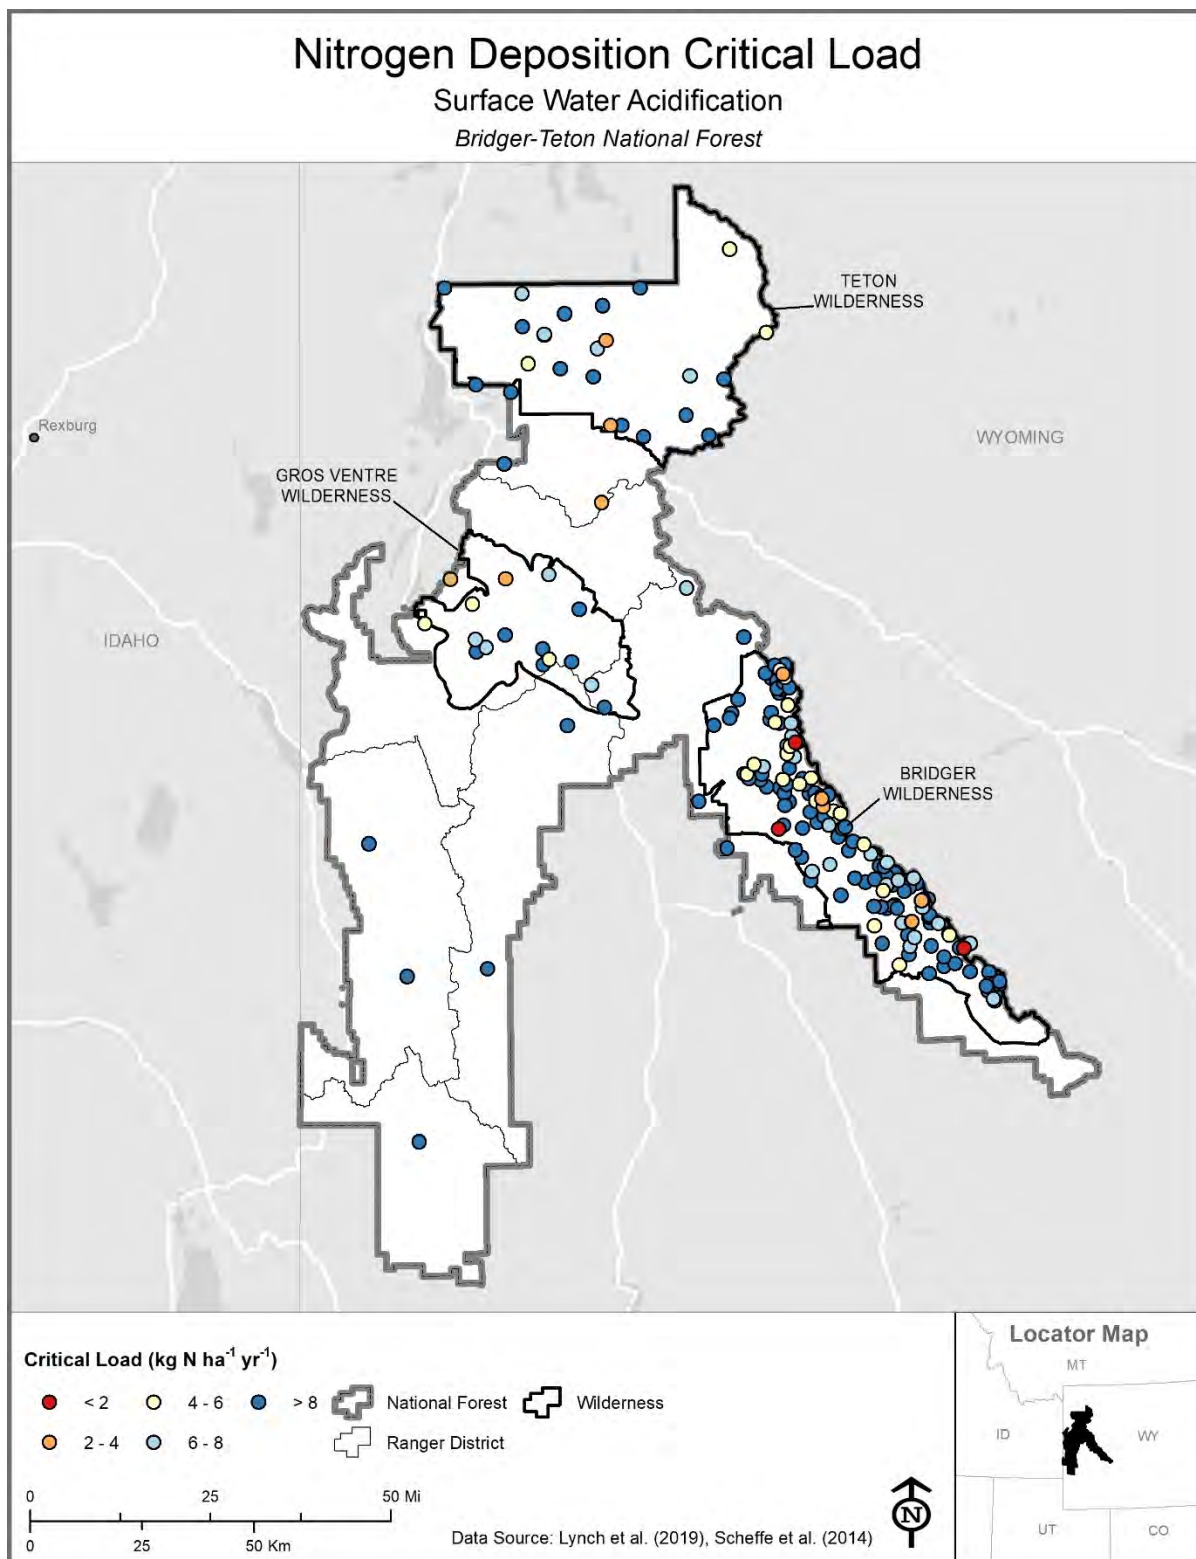 Nitrogen Deposition Critical Load
Surface Water Acidification
Bridger-Teton National Forest
TETON
WILDERNESS
Rexburg
WYOMING
GROS VENTRE
WILDERNESS
IDAHO
BRIDGER
WILDERNESS
Critical Load (kg N ha⁻¹ yr⁻¹)
< 2
4 - 6
> 8
National Forest
Wilderness
2 - 4
6 - 8
Ranger District
0
25
50 Mi
0
25
50 Km
N
Data Source: Lynch et al. (2019), Scheffe et al. (2014)
Locator Map
MT
ID
WY
UT
CO